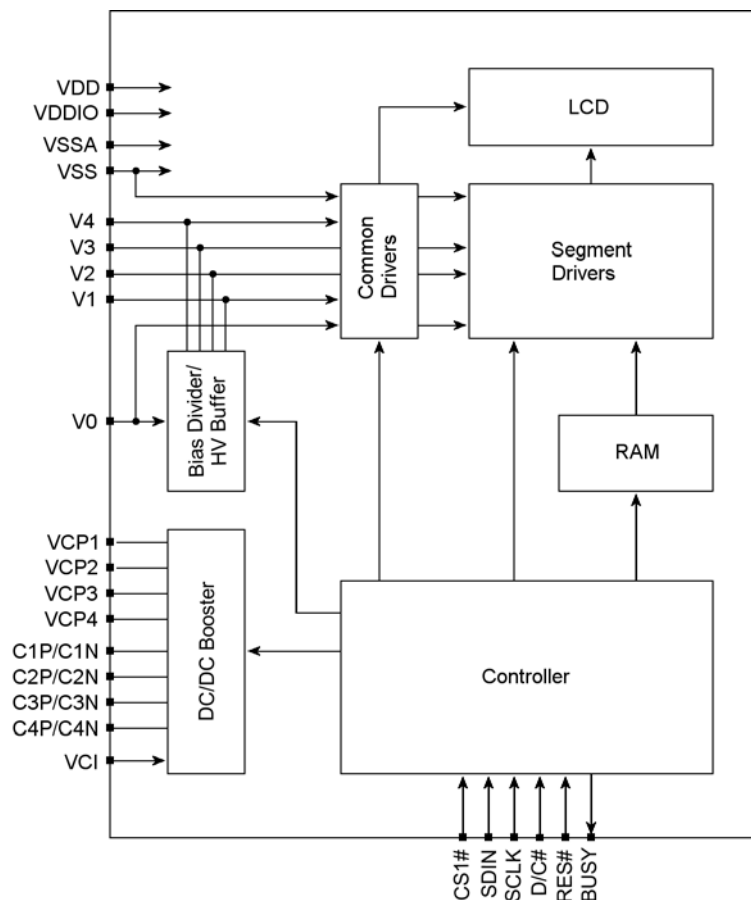 VDD
VDDIO
VSSA
VSS
V4
V3
V2
V1
V0
VCP1
VCP2
VCP3
VCP4
C1P/C1N
C2P/C2N
C3P/C3N
C4P/C4N
VCI
Bias Divider/
HV Buffer
DC/DC Booster
Common
Drivers
LCD
Segment
Drivers
RAM
Controller
CS1#
SDIN
SCLK
D/C#
RES#
BUSY